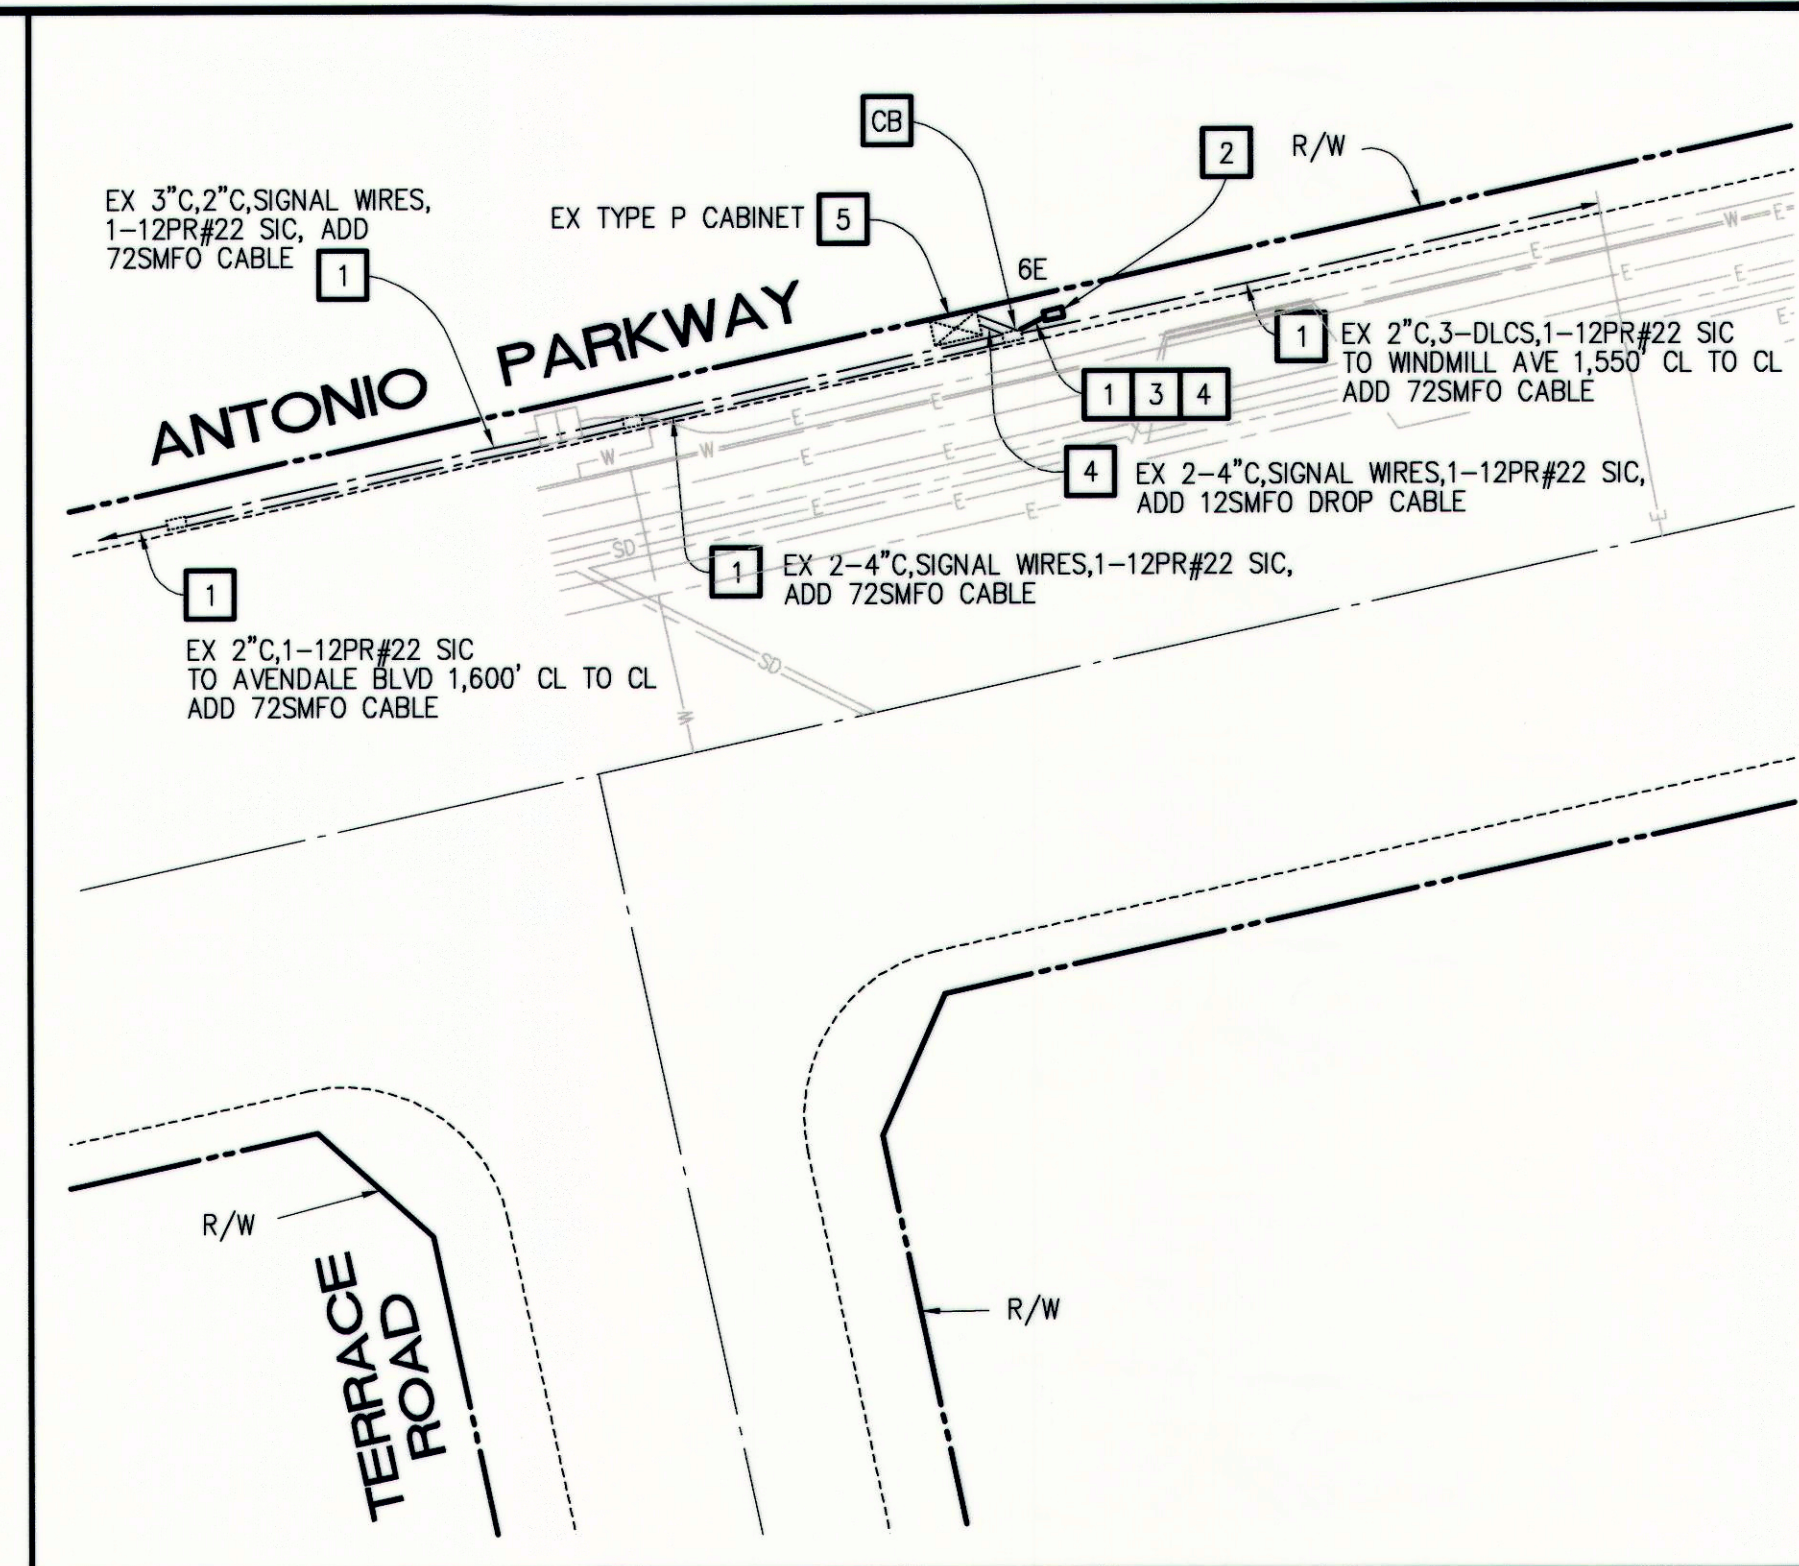 CB
2
R/W
EX 3"C,2"C,SIGNAL WIRES,
1-12PR#22 SIC, ADD
72SMFO CABLE
1
EX TYPE P CABINET
5
6E
ANTONIO PARKWAY
1
EX 2"C,3-DLCS,1-12PR#22 SIC
TO WINDMILL AVE 1,550' CL TO CL
ADD 72SMFO CABLE
1 3 4
4
EX 2-4"C,SIGNAL WIRES,1-12PR#22 SIC,
ADD 12SMFO DROP CABLE
1
EX 2-4"C,SIGNAL WIRES,1-12PR#22 SIC,
ADD 72SMFO CABLE
1
EX 2"C,1-12PR#22 SIC
TO AVENDALE BLVD 1,600' CL TO CL
ADD 72SMFO CABLE
W
E
E
E
E
E
E
E
E
E
W
W
E
E
E
E
E
SD
SD
W
E
R/W
TERRACE
ROAD
R/W